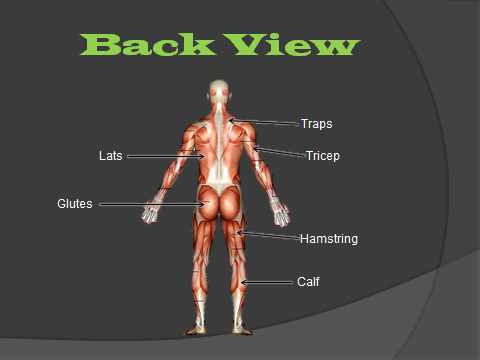 Back View
Traps
Lats
Tricep
Glutes
Hamstring
Calf